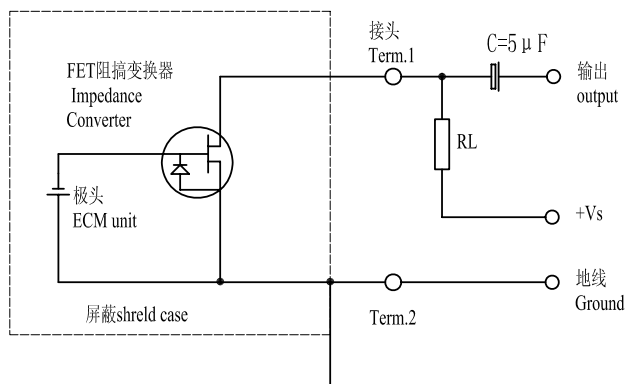 接头
Term.1
C=5μF
FET阻搞变换器
Impedance
Converter
输出
output
RL
极头
ECM unit
+Vs
地线
Ground
屏蔽shreld case
Term.2